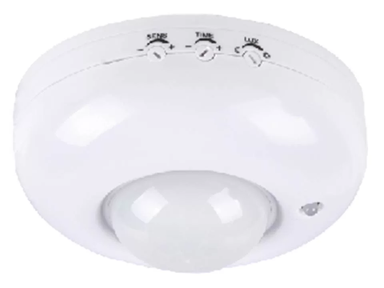 SENS TIME LUX
- + - +